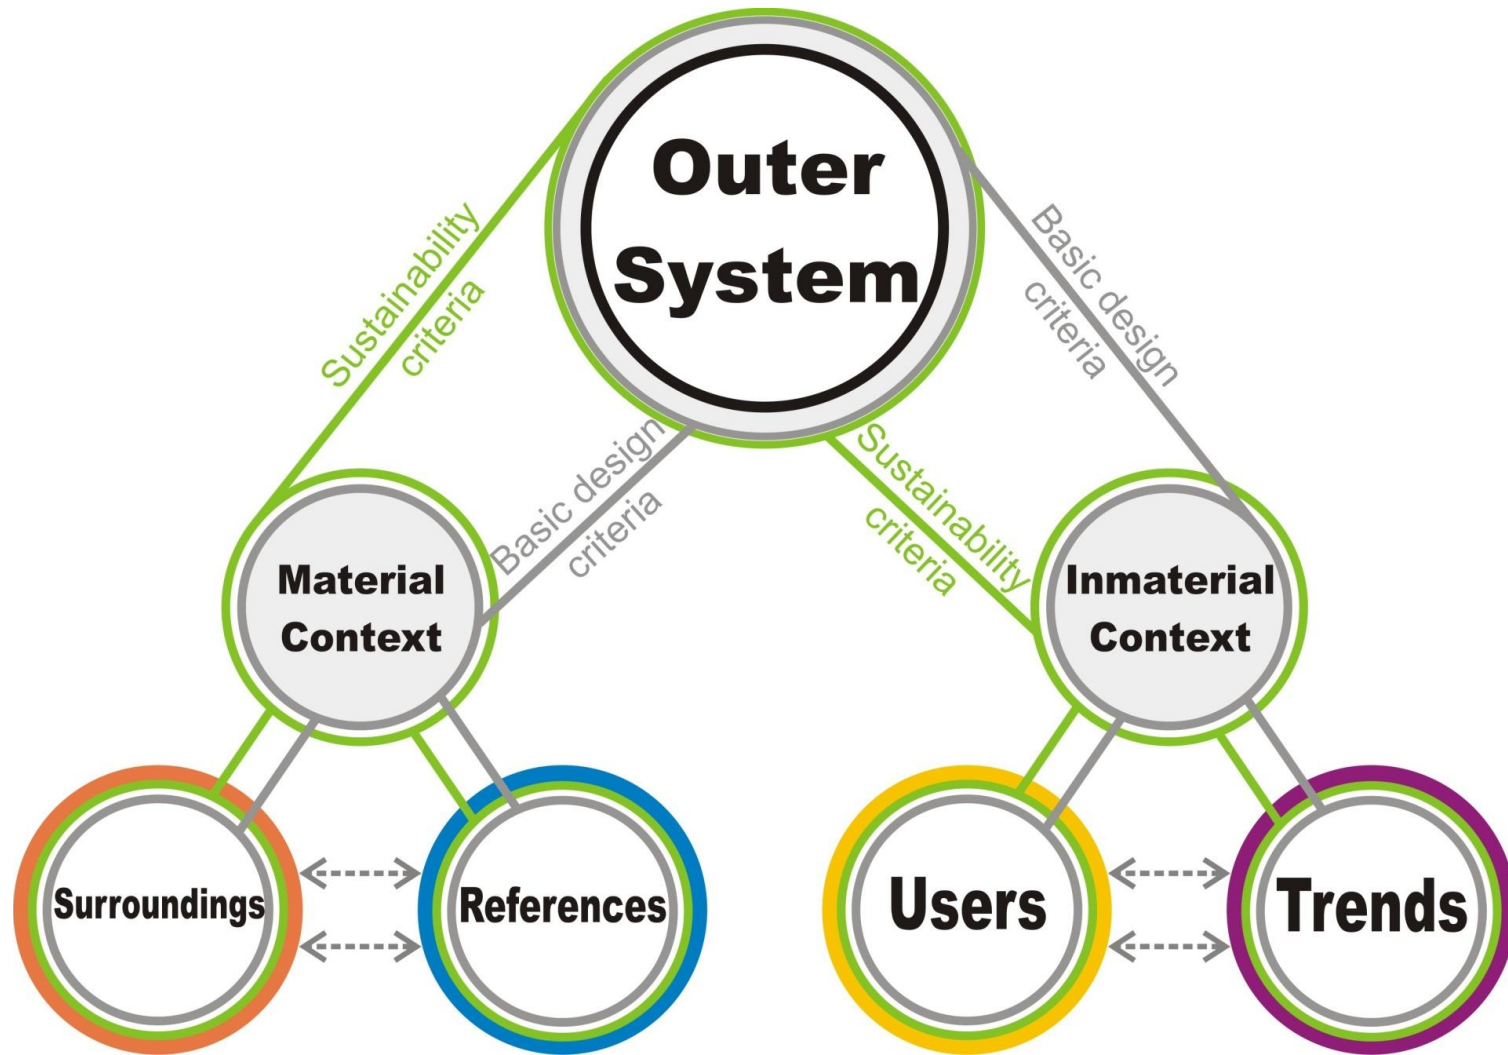 Outer
System
Sustainability
criteria
Basic design
criteria
Basic design
criteria
Sustainability
criteria
Material
Context
Inmaterial
Context
Surroundings
References
Users
Trends